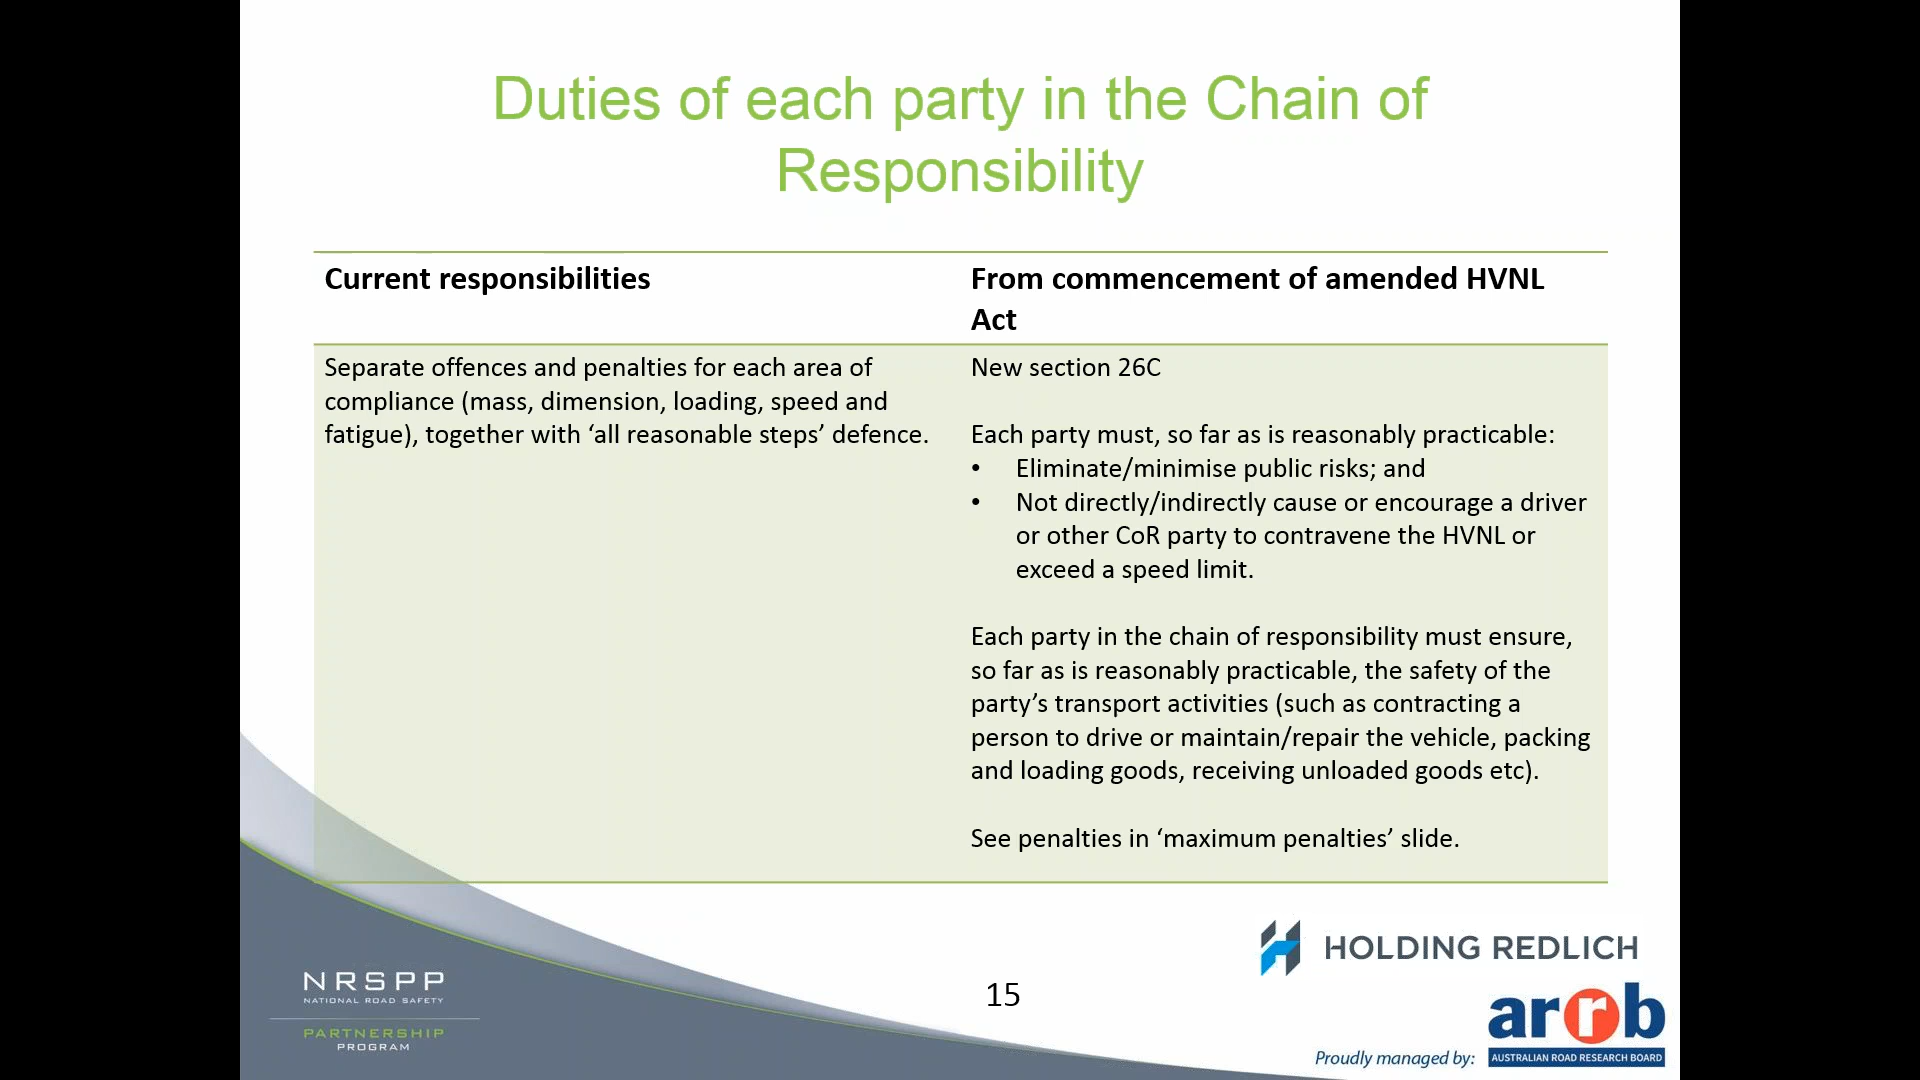 Duties of each party in the Chain of
Responsibility
Current responsibilities
From commencement of amended HVNL
Act
Separate offences and penalties for each area of
compliance (mass, dimension, loading, speed and
fatigue), together with ‘all reasonable steps’ defence.
New section 26C
Each party must, so far as is reasonably practicable:
• Eliminate/minimise public risks; and
• Not directly/indirectly cause or encourage a driver
or other CoR party to contravene the HVNL or
exceed a speed limit.
Each party in the chain of responsibility must ensure,
so far as is reasonably practicable, the safety of the
party’s transport activities (such as contracting a
person to drive or maintain/repair the vehicle, packing
and loading goods, receiving unloaded goods etc).
See penalties in ‘maximum penalties’ slide.
HOLDING REDLICH
NRSPP
NATIONAL ROAD SAFETY
PARTNERSHIP
PROGRAM
15
arrb
Proudly managed by:
AUSTRALIAN ROAD RESEARCH BOARD